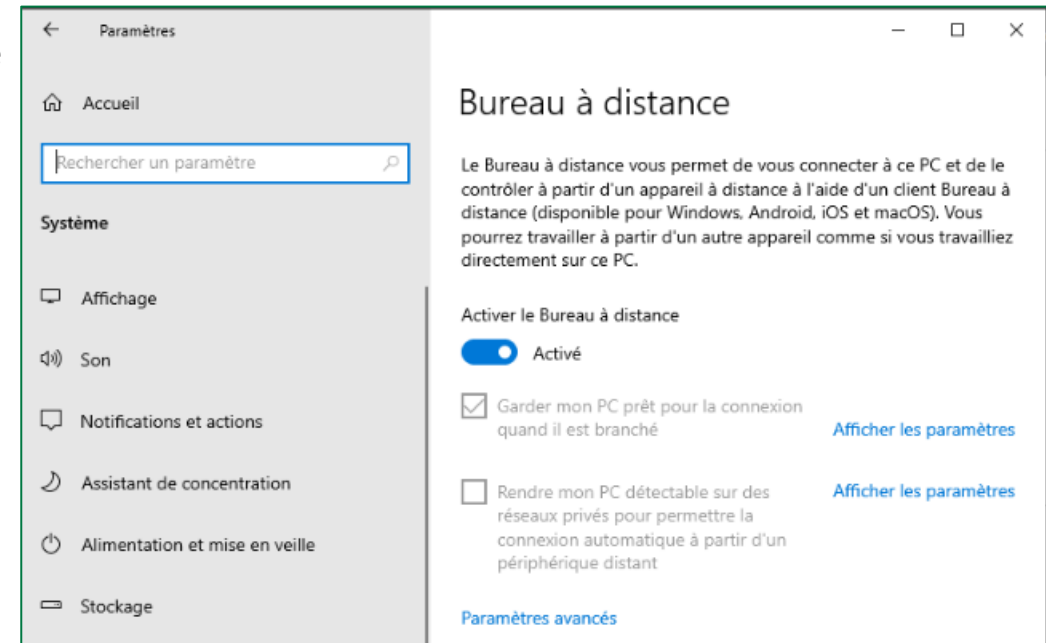 Paramètres
Accueil
Rechercher un paramètre
Système
Affichage
Son
Notifications et actions
Assistant de concentration
Alimentation et mise en veille
Stockage
Bureau à distance
Le Bureau à distance vous permet de vous connecter à ce PC et de le
contrôler à partir d'un appareil à distance à l'aide d'un client Bureau à
distance (disponible pour Windows, Android, iOS et macOS). Vous
pourrez travailler à partir d'un autre appareil comme si vous travailliez
directement sur ce PC.
Activer le Bureau à distance
Activé
Garder mon PC prêt pour la connexion
quand il est branché
Afficher les paramètres
Rendre mon PC détectable sur des
réseaux privés pour permettre la
connexion automatique à partir d'un
périphérique distant
Afficher les paramètres
Paramètres avancés